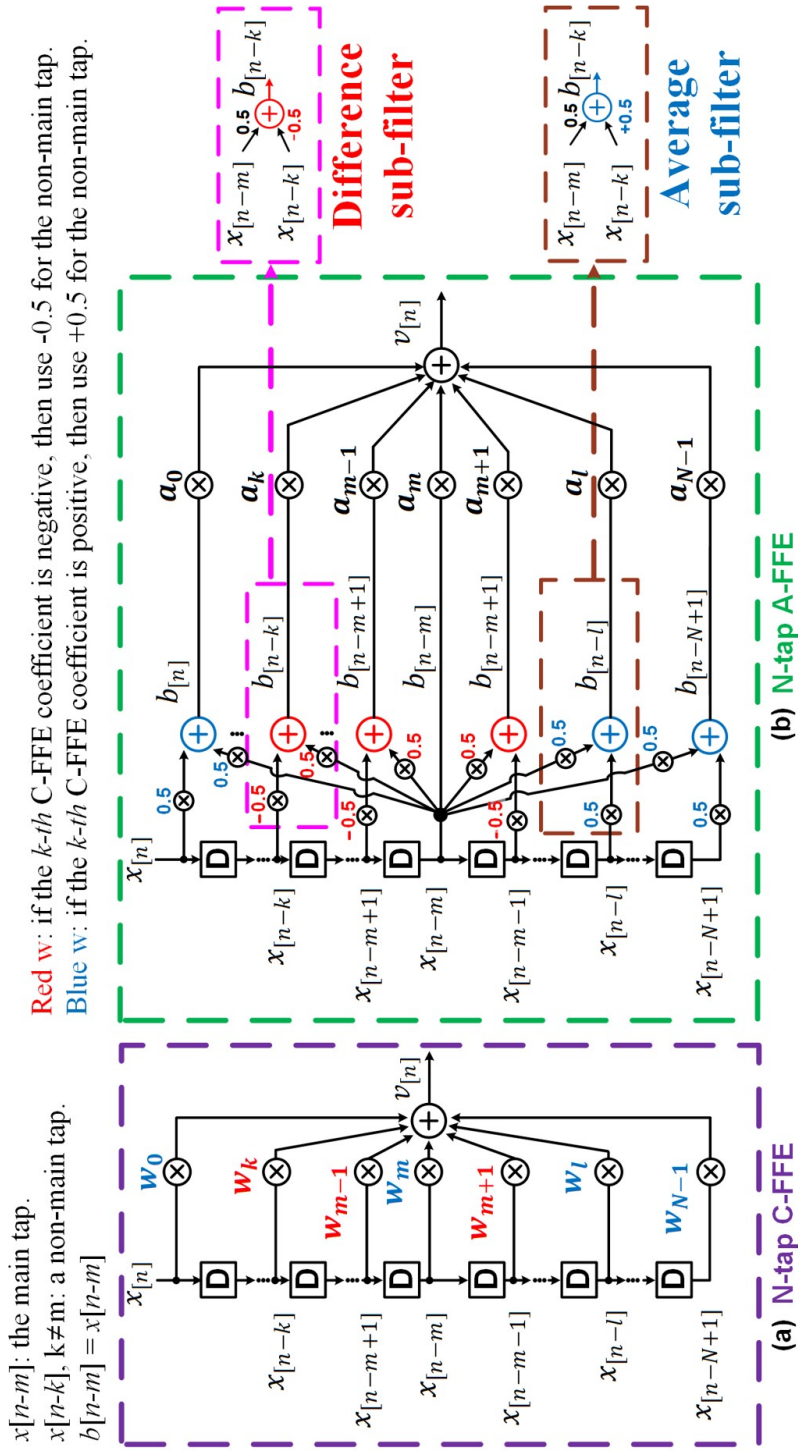 x[n-m]: the main tap.
x[n-k], k≠m: a non-main tap.
b[n-m] = x[n-m]
Red w: if the k-th C-FFE coefficient is negative, then use -0.5 for the non-main tap.
Blue w: if the k-th C-FFE coefficient is positive, then use +0.5 for the non-main tap.
x[n]
D
x[n−k]
D
x[n−m+1]
D
x[n−m]
D
x[n−m−1]
D
x[n−l]
D
x[n−N+1]
w0
wk
wm−1
wm
wm+1
wl
wN−1
+
v[n]
(a) N-tap C-FFE
x[n]
D
x[n−k]
D
x[n−m+1]
D
x[n−m]
D
x[n−m−1]
D
x[n−l]
D
x[n−N+1]
0.5
0.5
−0.5
0.5
−0.5
0.5
0.5
−0.5
0.5
0.5
0.5
0.5
b[n]
b[n−k]
b[n−m+1]
b[n−m]
b[n−m+1]
b[n−l]
b[n−N+1]
a0
ak
am−1
am
am+1
al
aN−1
+
v[n]
(b) N-tap A-FFE
x[n−m]
0.5
b[n−k]
x[n−k]
−0.5
Difference
sub-filter
x[n−m]
0.5
b[n−k]
x[n−k]
+0.5
Average
sub-filter